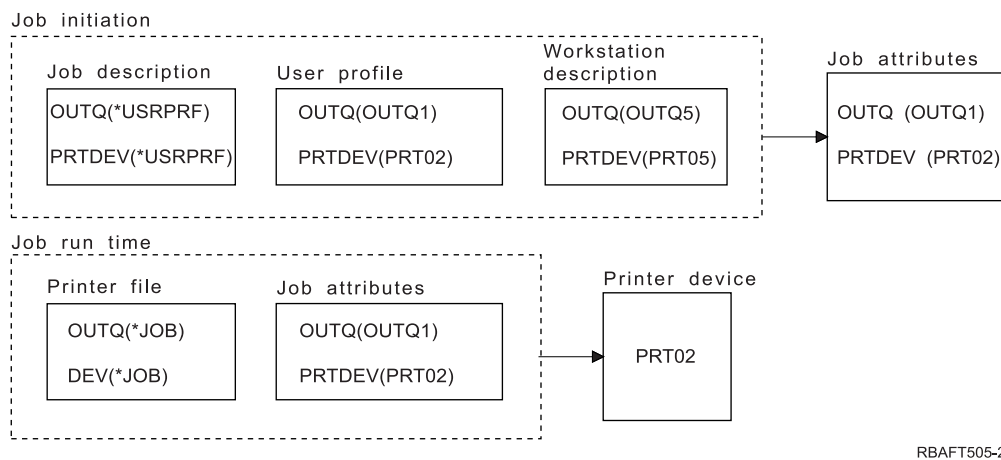 Job initiation
Job description
OUTQ(*USRPRF)
PRTDEV(*USRPRF)
User profile
OUTQ(OUTQ1)
PRTDEV(PRT02)
Workstation
description
OUTQ(OUTQ5)
PRTDEV(PRT05)
Job attributes
OUTQ (OUTQ1)
PRTDEV (PRT02)
Job run time
Printer file
OUTQ(*JOB)
DEV(*JOB)
Job attributes
OUTQ(OUTQ1)
PRTDEV(PRT02)
Printer device
PRT02
RBAFT505-2